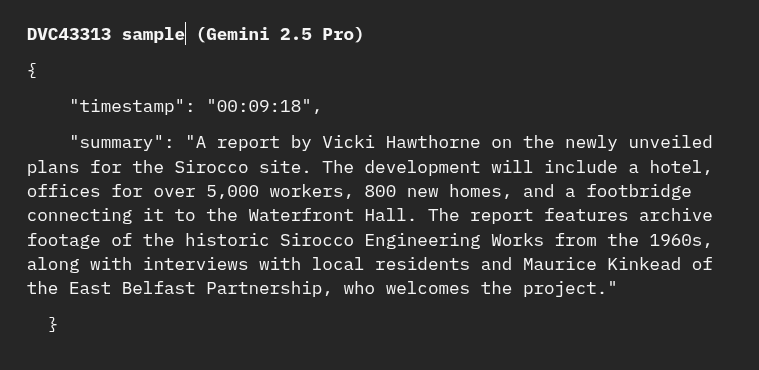 DVC43313 sample (Gemini 2.5 Pro)
{
"timestamp": "00:09:18",
"summary": "A report by Vicki Hawthorne on the newly unveiled
plans for the Sirocco site. The development will include a hotel,
offices for over 5,000 workers, 800 new homes, and a footbridge
connecting it to the Waterfront Hall. The report features archive
footage of the historic Sirocco Engineering Works from the 1960s,
along with interviews with local residents and Maurice Kinkead of
the East Belfast Partnership, who welcomes the project."
}